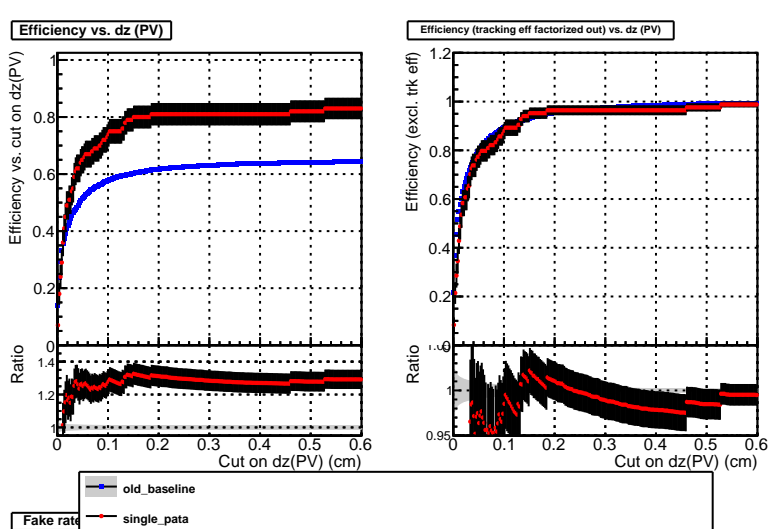 Efficiency vs. dz (PV)
Efficiency vs. cut on dz(PV)
1
0.8
0.6
0.4
0.2
0
Ratio
1.4
1.2
1
0 0.1 0.2 0.3 0.4 0.5 0.6
Cut on dz(PV) (cm)
Efficiency (tracking eff factorized out) vs. dz (PV)
Efficiency (excl. trk eff)
1.2
1
0.8
0.6
0.4
0.2
Ratio
1
0.95
0 0.1 0.2 0.3 0.4 0.5 0.6
Cut on dz(PV) (cm)
old_baseline
single_pata
Fake rate